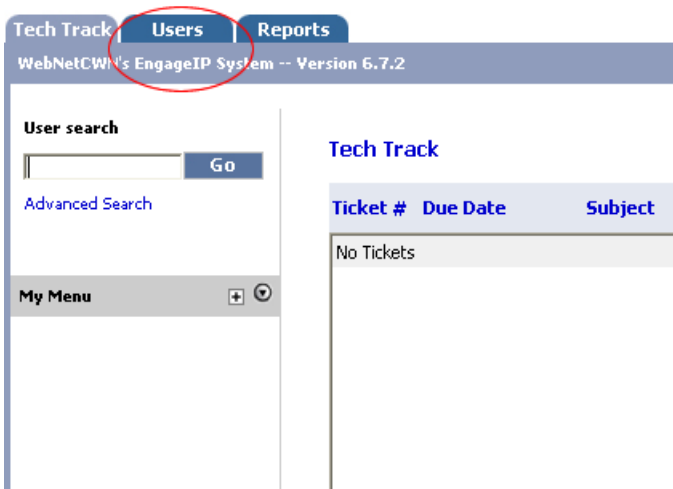 Tech Track Users Reports
WebNetCWN's EngageIP System -- Version 6.7.2
User search
Go
Advanced Search
My Menu
Tech Track
Ticket # Due Date Subject
No Tickets